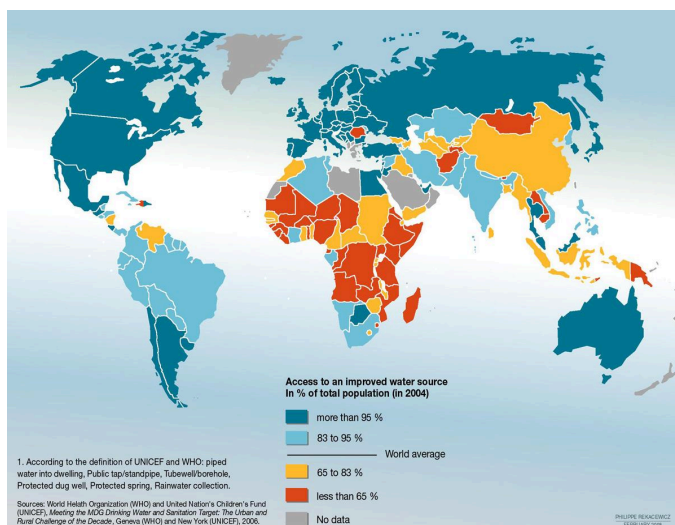 Access to an improved water source
In % of total population (in 2004)
more than 95 %
83 to 95 %
World average
65 to 83 %
less than 65 %
No data
1. According to the definition of UNICEF and WHO: piped
water into dwelling, Public tap/standpipe, Tubewell/borehole,
Protected dug well, Protected spring, Rainwater collection.
Sources: World Helath Organization (WHO) and United Nation's Children's Fund
(UNICEF), Meeting the MDG Drinking Water and Sanitation Target: The Urban and
Rural Challenge of the Decade, Geneva (WHO) and New York (UNICEF), 2006.
PHILIPPE REKACEWICZ
FEBRUARY